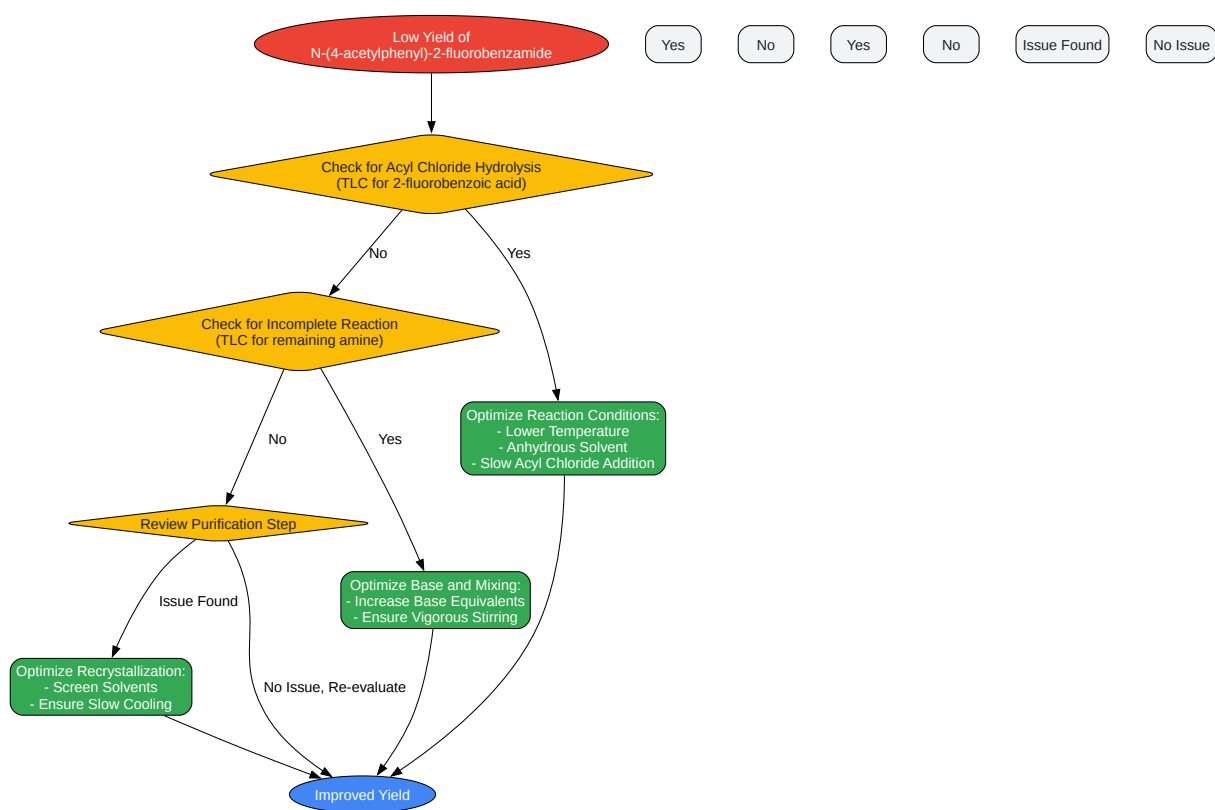 Low Yield of
N-(4-acetylphenyl)-2-fluorobenzamide
Yes
No
Yes
No
Issue Found
No Issue
Check for Acyl Chloride Hydrolysis
(TLC for 2-fluorobenzoic acid)
No
Yes
Check for Incomplete Reaction
(TLC for remaining amine)
Optimize Reaction Conditions:
- Lower Temperature
- Anhydrous Solvent
- Slow Acyl Chloride Addition
No
Yes
Review Purification Step
Optimize Base and Mixing:
- Increase Base Equivalents
- Ensure Vigorous Stirring
Issue Found
Optimize Recrystallization:
- Screen Solvents
- Ensure Slow Cooling
No Issue, Re-evaluate
Improved Yield